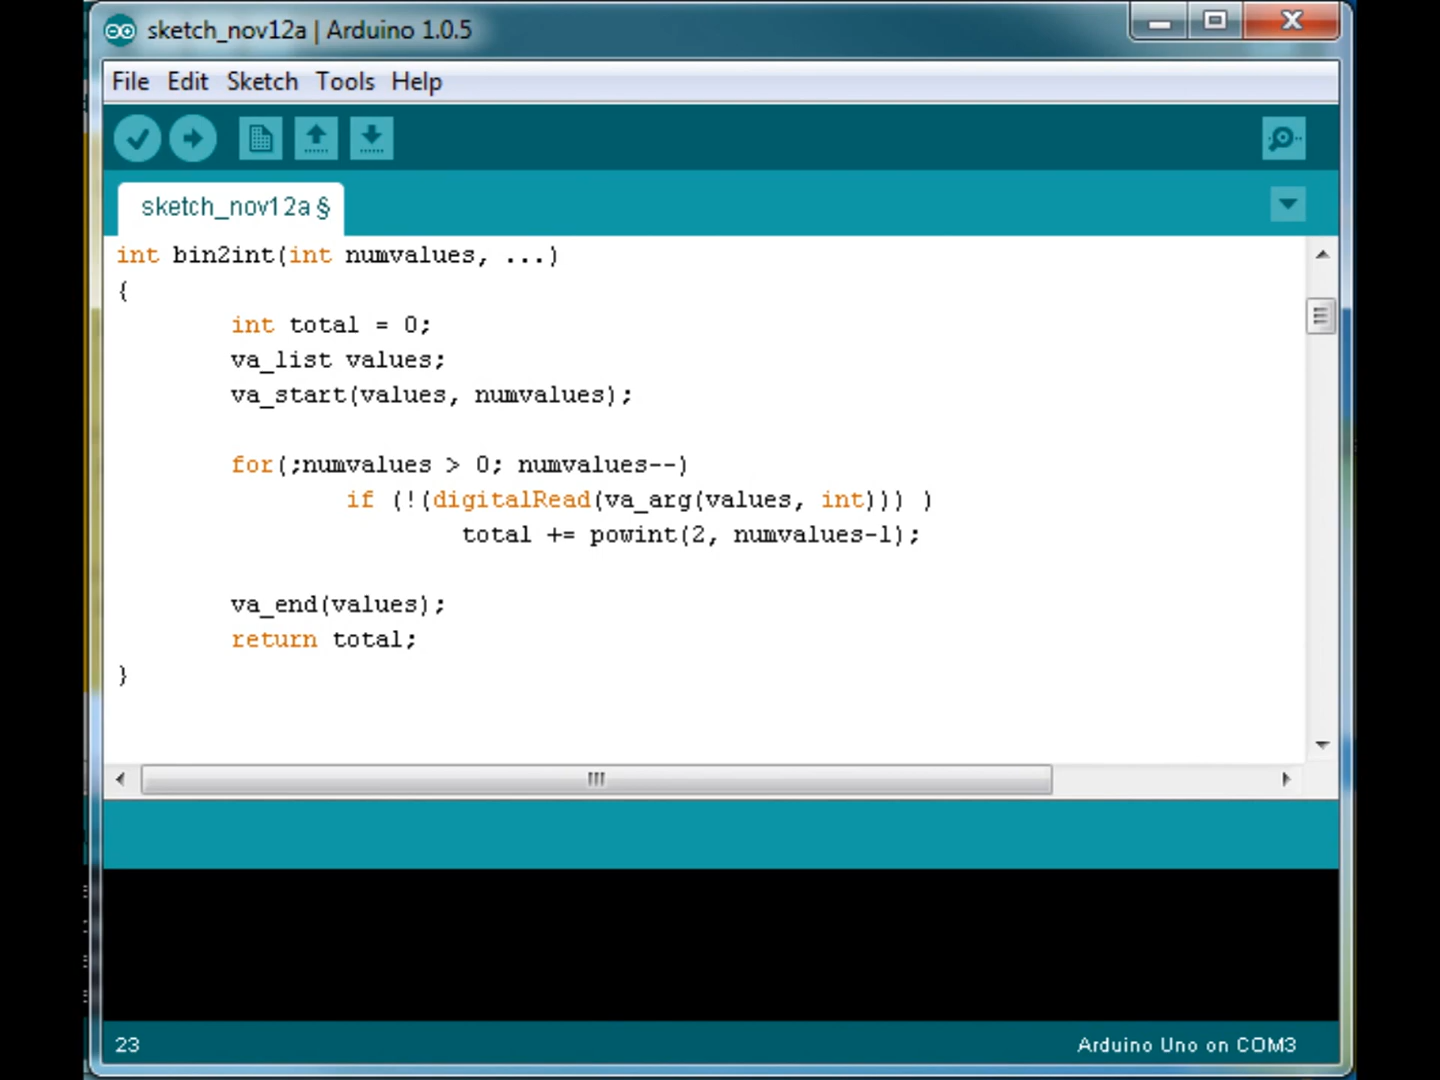 sketch_nov12a | Arduino 1.0.5
File Edit Sketch Tools Help
sketch_nov12a §
int bin2int(int numvalues, ...)
{
int total = 0;
va_list values;
va_start(values, numvalues);
for(;numvalues > 0; numvalues--)
if (!(digitalRead(va_arg(values, int))) )
total += powint(2, numvalues-1);
va_end(values);
return total;
}
23
Arduino Uno on COM3